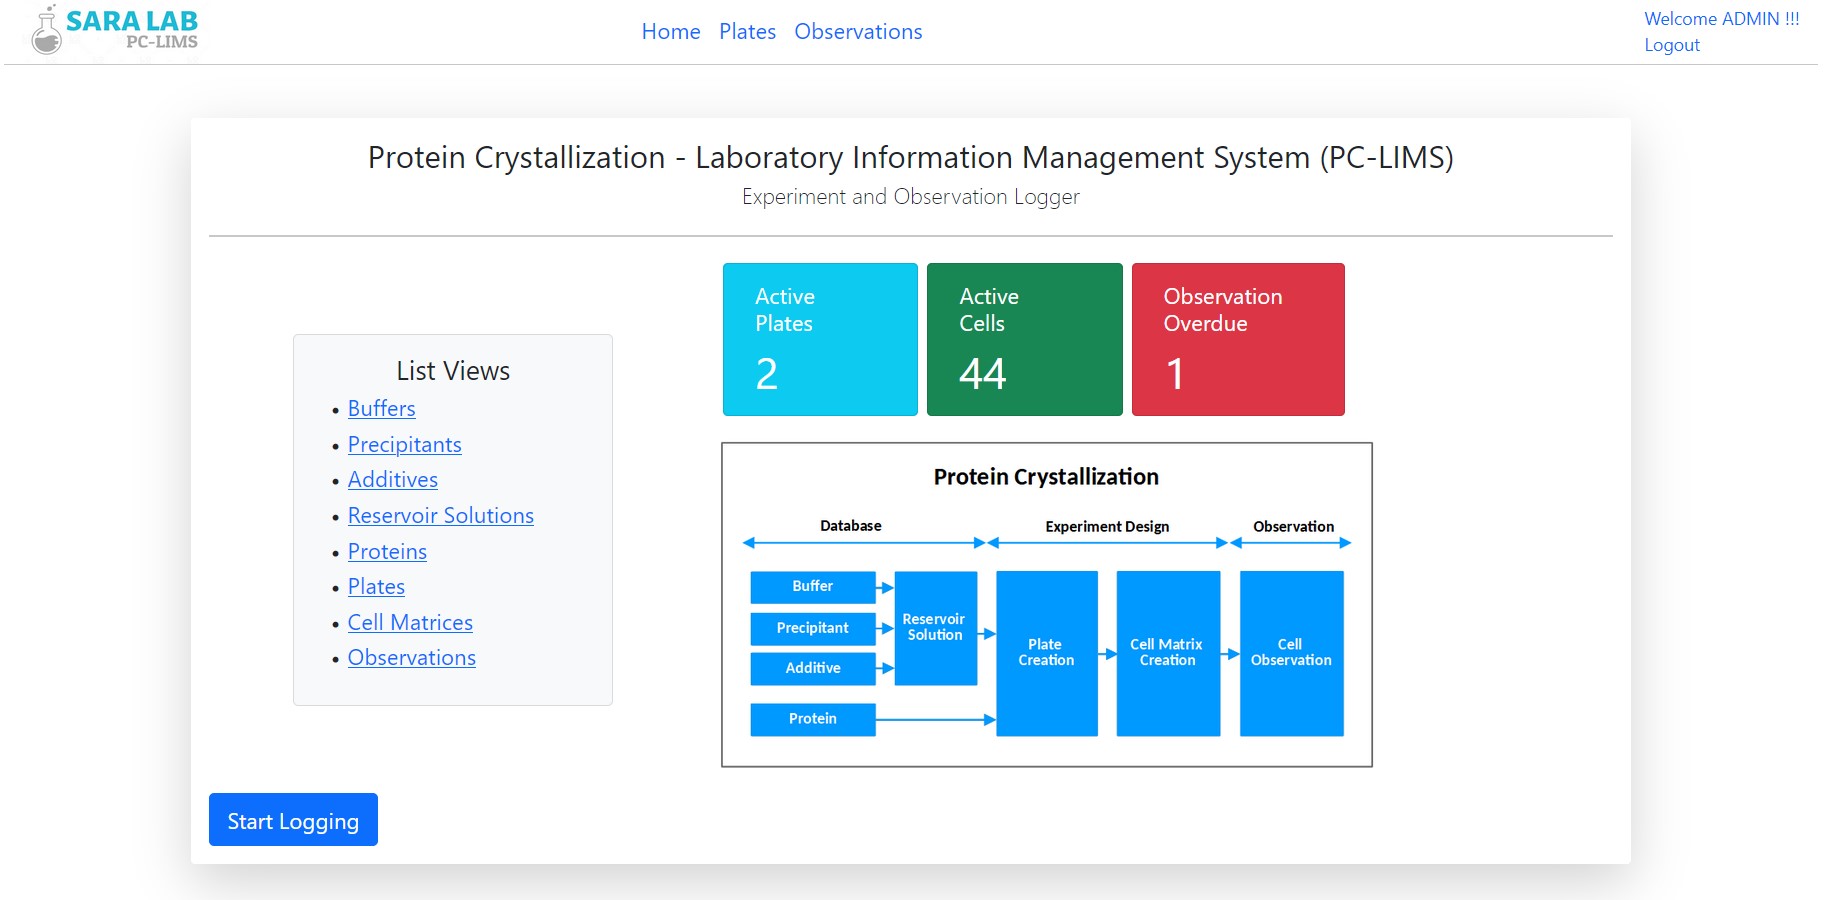 SARA LAB
PC-LIMS
Home Plates Observations
Welcome ADMIN !!!
Logout
Protein Crystallization - Laboratory Information Management System (PC-LIMS)
Experiment and Observation Logger
List Views
• Buffers
• Precipitants
• Additives
• Reservoir Solutions
• Proteins
• Plates
• Cell Matrices
• Observations
Active
Plates
2
Active
Cells
44
Observation
Overdue
1
Protein Crystallization
Database
Experiment Design
Observation
Buffer
Precipitant
Additive
Protein
Reservoir
Solution
Plate
Creation
Cell Matrix
Creation
Cell
Observation
Start Logging